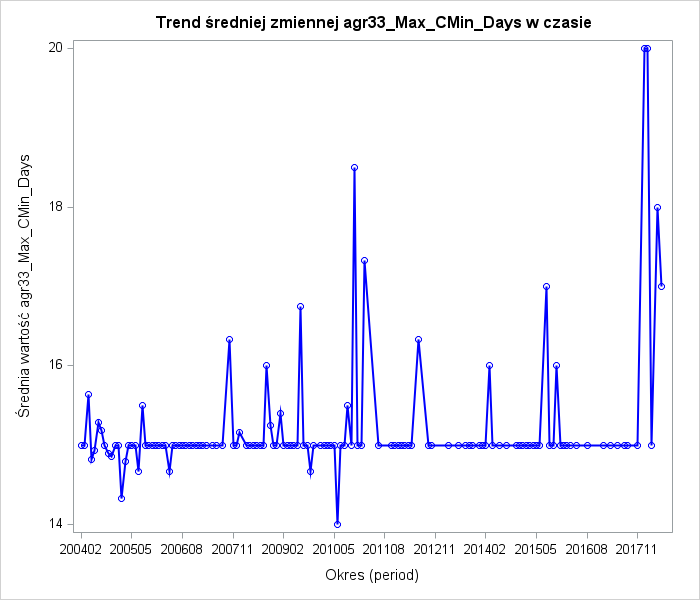 Trend średniej zmiennej agr33_Max_CMin_Days w czasie
Średnia wartość agr33_Max_CMin_Days
20
18
16
14
200402 200505 200608 200711 200902 201005 201108 201211 201402 201505 201608 201711
Okres (period)